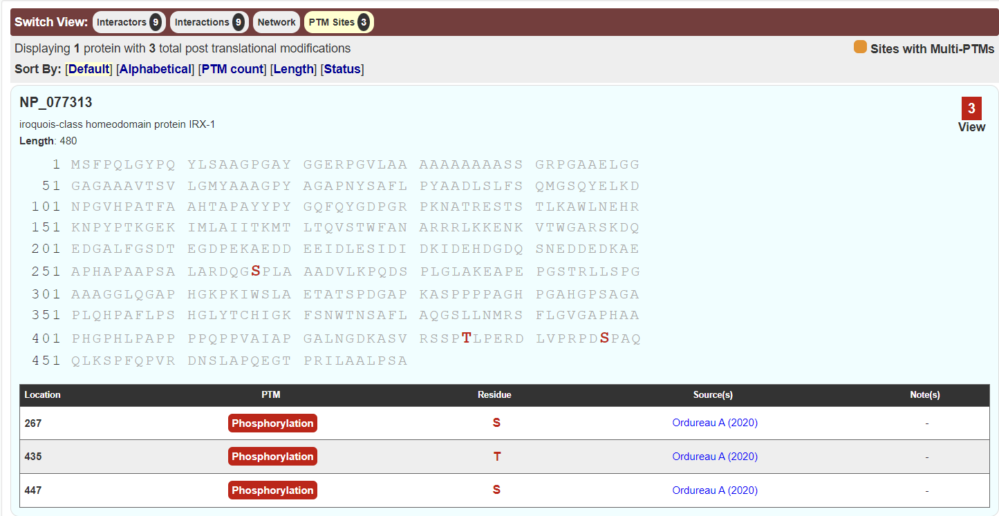 Switch View: Interactors 9 Interactions 9 Network PTM Sites 3
Displaying 1 protein with 3 total post translational modifications
Sites with Multi-PTMs
Sort By: [Default] [Alphabetical] [PTM count] [Length] [Status]
NP_077313
3
View
iroquois-class homeodomain protein IRX-1
Length: 480
1 MSFPQLGYPQ YLSAAGPGAY GGERPGVLAA AAAAAAAASS GRPGAAELGG
51 GAGAAAVTSV LGMYAAAGPY AGAPNYSAFL PYAADLSLFS QMGSQYELKD
101 NPGVHPATFA AHTAPAYYPY GQFQYGDPGR PKNATRESTS TLKAWLNEHR
151 KNPYPTKGEK IMLAIITKMT LTQVSTWFAN ARRRLKKENK VTWGARSKDQ
201 EDGALFGSDT EGDPEKAEDD EEIDLESIDI DKIDEHDGDQ SNEDDEDKAE
251 APHAPAAPSA LARDQGSPLA AADVLKPQDS PLGLAKEAPE PGSTRLLSPG
301 AAAGGLQGAP HGKPKIWSLA ETATSPDGAP KASPPPPAGH PGAHGPSAGA
351 PLQHPAFLPS HGLYTCHIGK FSNWTNSAFL AQGSLLNMRS FLGVGAPHAA
401 PHGPHLPAPP PPQPPVAIAP GALNGDKASV RSSPTLPERD LVPRPDSPAQ
451 QLKSPFQPVR DNSLAPQEGT PRILAALPSA
Location PTM Residue Source(s) Note(s)
267 Phosphorylation S Ordureau A (2020) -
435 Phosphorylation T Ordureau A (2020) -
447 Phosphorylation S Ordureau A (2020) -